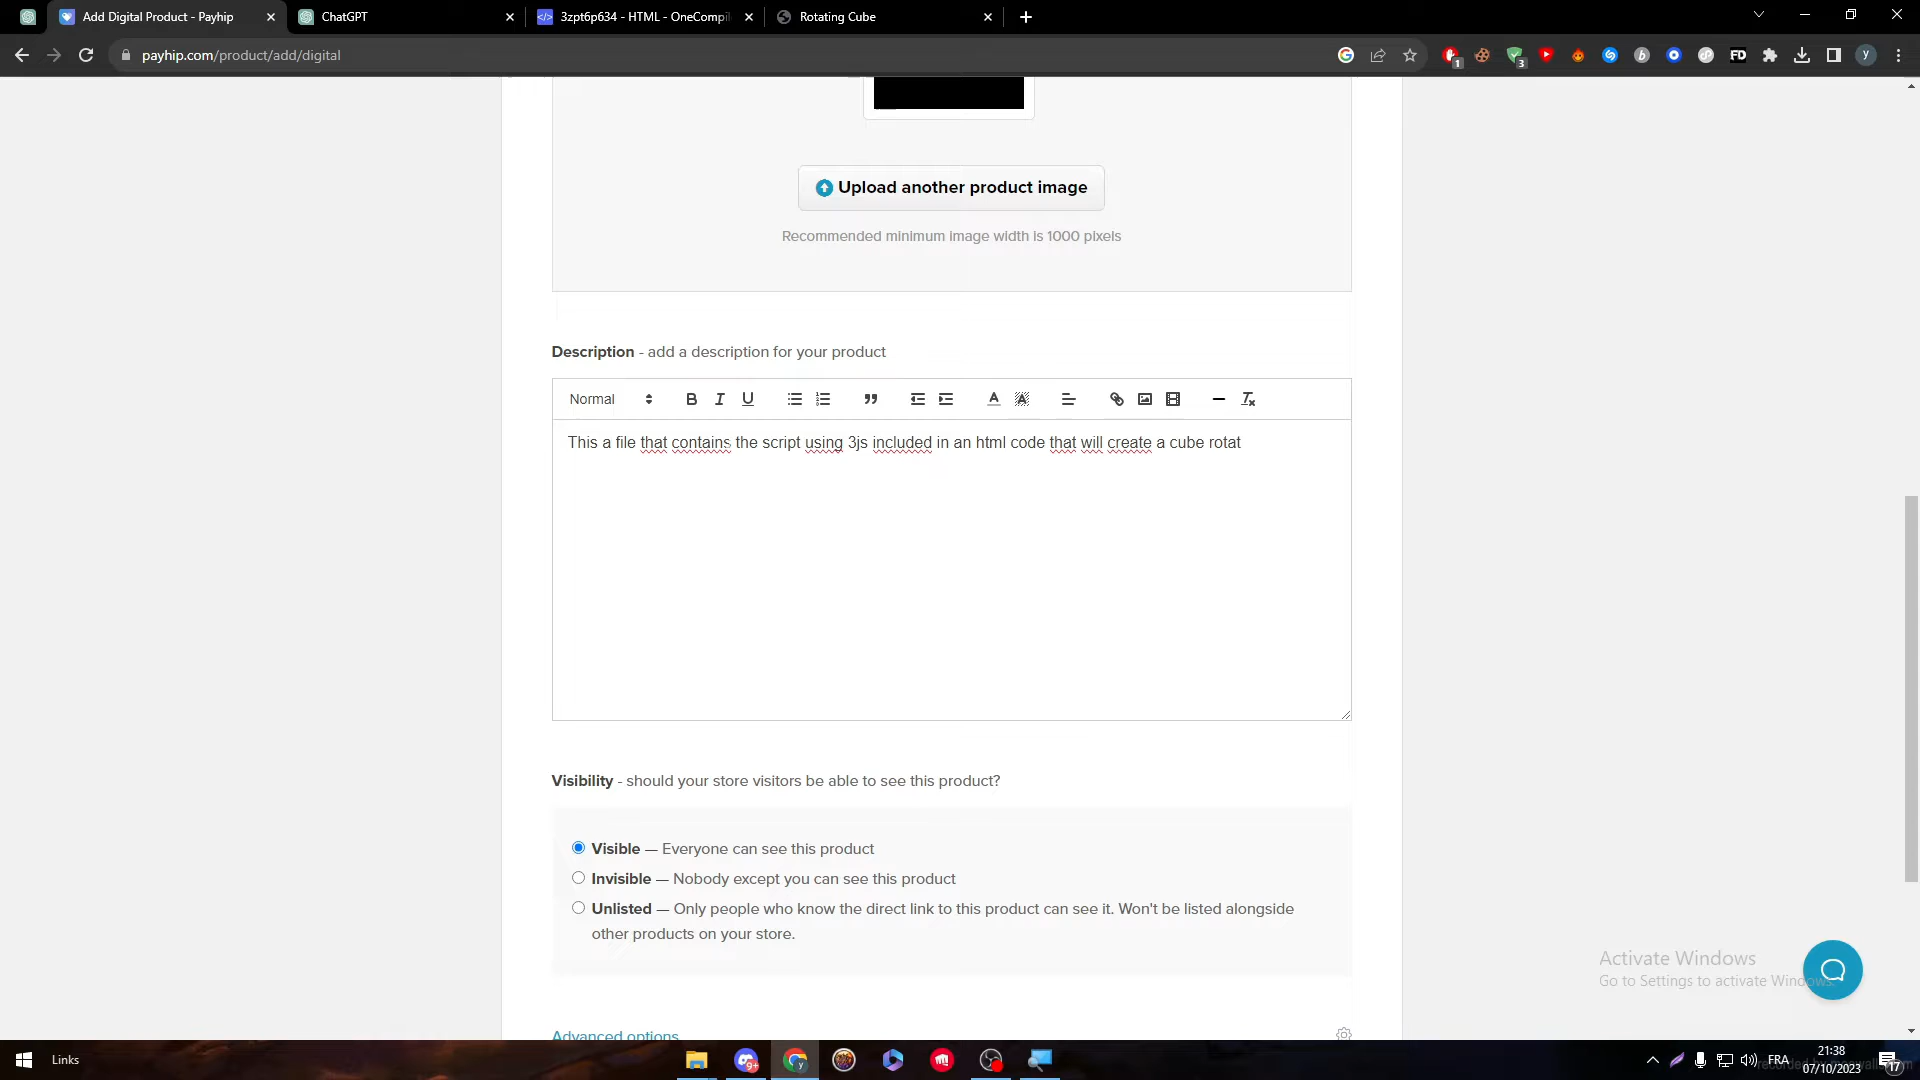 Add Digital Product - Payhip
ChatGPT
3zpt6p634 - HTML - OneCompil
Rotating Cube
payhip.com/product/add/digital
1
3
b
FD
y
Upload another product image
Recommended minimum image width is 1000 pixels
Description - add a description for your product
Normal
B I U
This a file that contains the script using 3js included in an html code that will create a cube rotat
Visibility - should your store visitors be able to see this product?
Visible — Everyone can see this product
Invisible — Nobody except you can see this product
Unlisted — Only people who know the direct link to this product can see it. Won't be listed alongside
other products on your store.
Activate Windows
Go to Settings to activate Windows.
Advanced options
Links
9+
y
FRA
21:38
07/10/2023
17